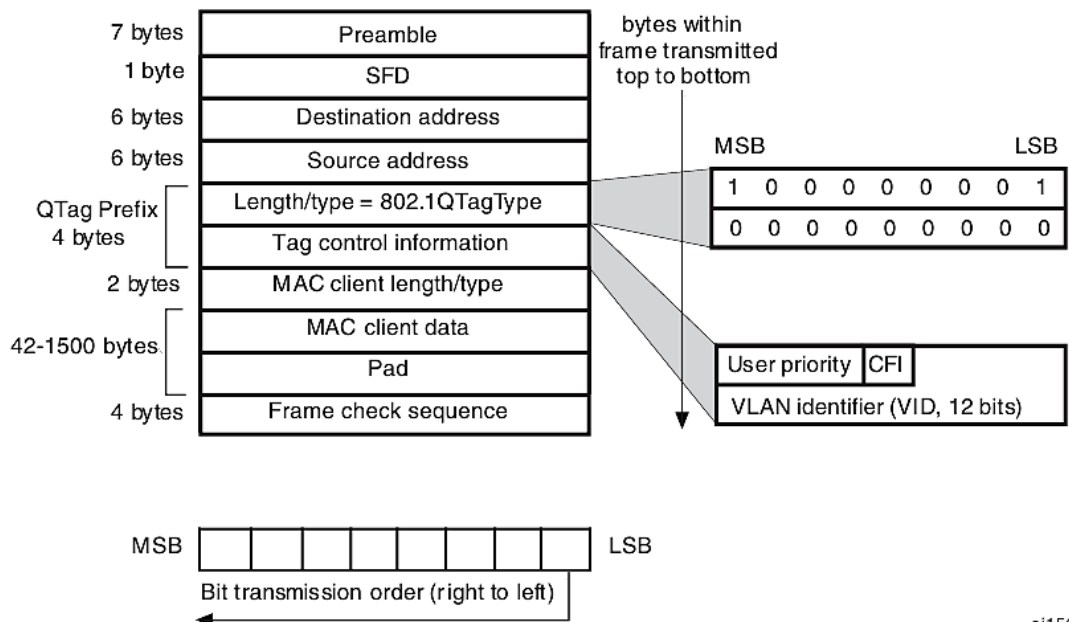 7 bytes
Preamble
1 byte
SFD
6 bytes
Destination address
6 bytes
Source address
QTag Prefix
4 bytes
Length/type = 802.1QTagType
Tag control information
2 bytes
MAC client length/type
42-1500 bytes
MAC client data
Pad
4 bytes
Frame check sequence
bytes within
frame transmitted
top to bottom
MSB LSB
1 0 0 0 0 0 0 0 1
0 0 0 0 0 0 0 0 0
User priority CFI
VLAN identifier (VID, 12 bits)
MSB LSB
Bit transmission order (right to left)